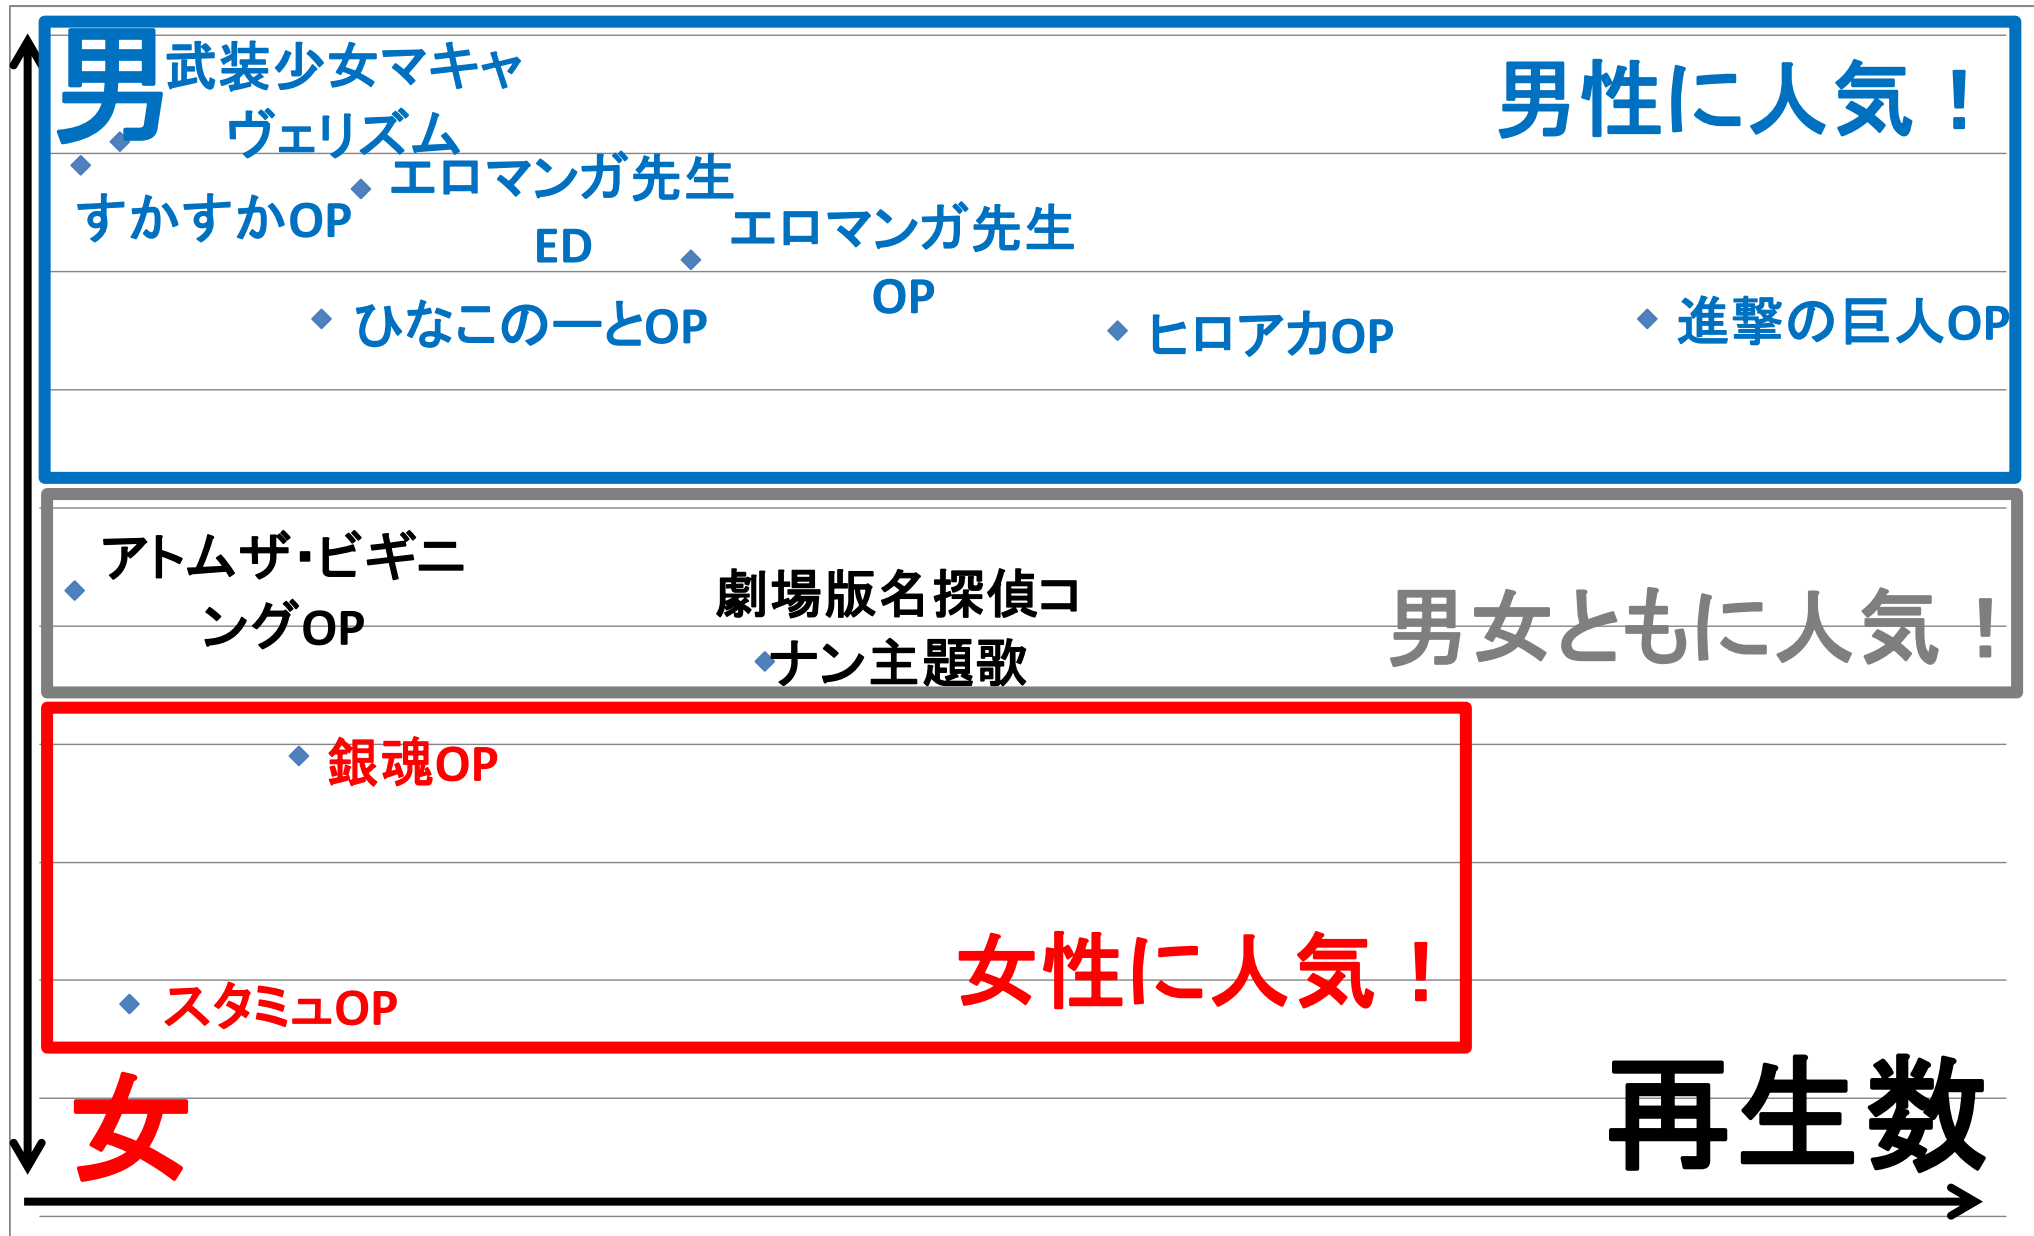 男
武装少女マキャ
ヴェリズム
男性に人気！
すかすかOP
エロマンガ先生
ED
エロマンガ先生
OP
ひなこのーとOP
ヒロアカOP
進撃の巨人OP
アトムザ・ビギニ
ングOP
劇場版名探偵コ
ナン主題歌
男女ともに人気！
銀魂OP
女性に人気！
スタミュOP
女
再生数